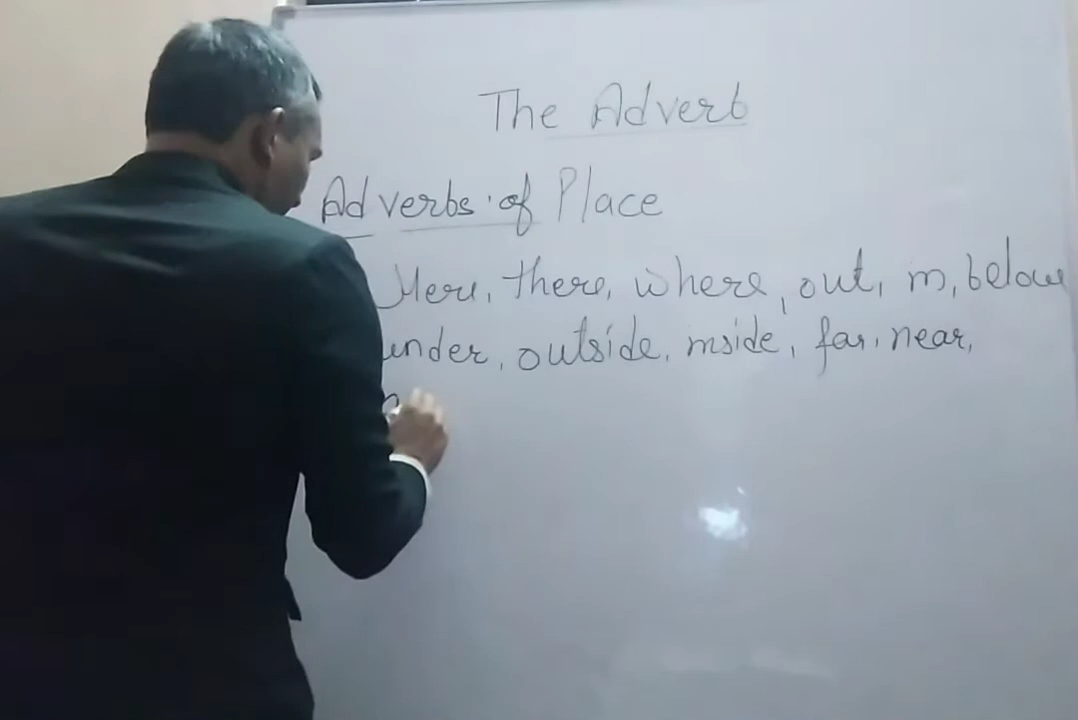 The Adverb
Adverbs of Place
Here, there, where, out, in, below
under, outside, inside, far, near,